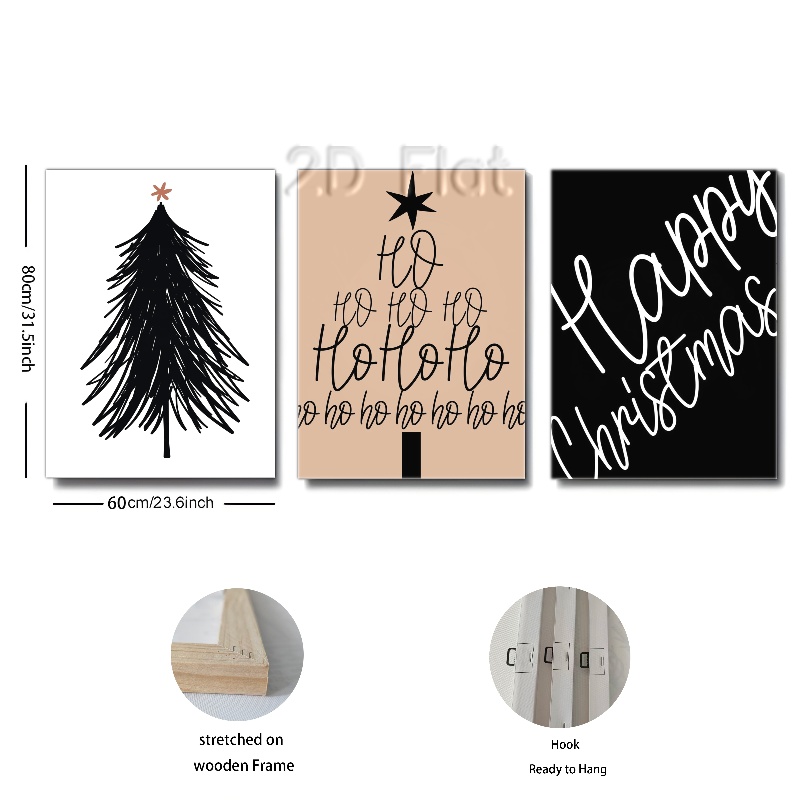 2D Flat
80cm/31.5inch
HO
HO HO HO
HoHoHo
ho ho ho ho ho ho ho
Happy
Christmas
60cm/23.6inch
stretched on
wooden Frame
Hook
Ready to Hang